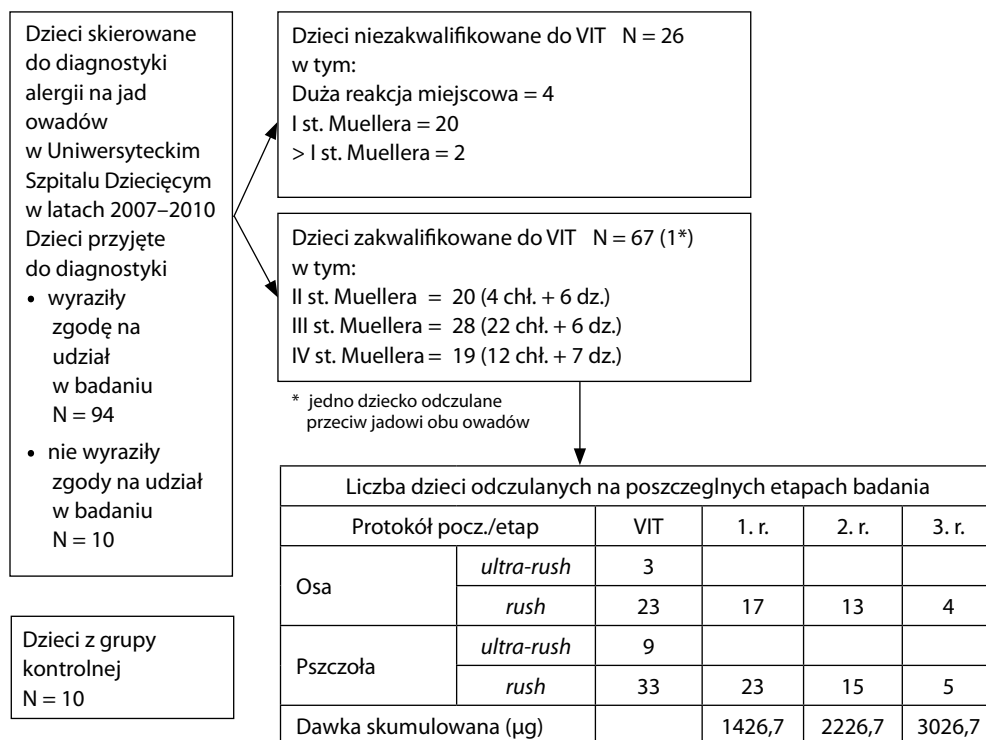 Dzieci skierowane
do diagnostyki
alergii na jad
owadów
w Uniwersyteckim
Szpitalu Dziecięcym
w latach 2007–2010
Dzieci przyjęte
do diagnostyki
• wyraziły
zgodę na
udział
w badaniu
N = 94
• nie wyraziły
zgody na udział
w badaniu
N = 10
Dzieci z grupy
kontrolnej
N = 10
Dzieci niezakwalifikowane do VIT N = 26
w tym:
Duża reakcja miejscowa = 4
I st. Muellera = 20
> I st. Muellera = 2
Dzieci zakwalifikowane do VIT N = 67 (1*)
w tym:
II st. Muellera = 20 (4 chł. + 6 dz.)
III st. Muellera = 28 (22 chł. + 6 dz.)
IV st. Muellera = 19 (12 chł. + 7 dz.)
* jedno dziecko odczulane
przeciw jadowi obu owadów
Liczba dzieci odczulanych na poszczeglnych etapach badania
Protokół pocz./etap VIT 1. r. 2. r. 3. r.
Osa ultra-rush 3
rush 23 17 13 4
Pszczoła ultra-rush 9
rush 33 23 15 5
Dawka skumulowana (µg) 1426,7 2226,7 3026,7